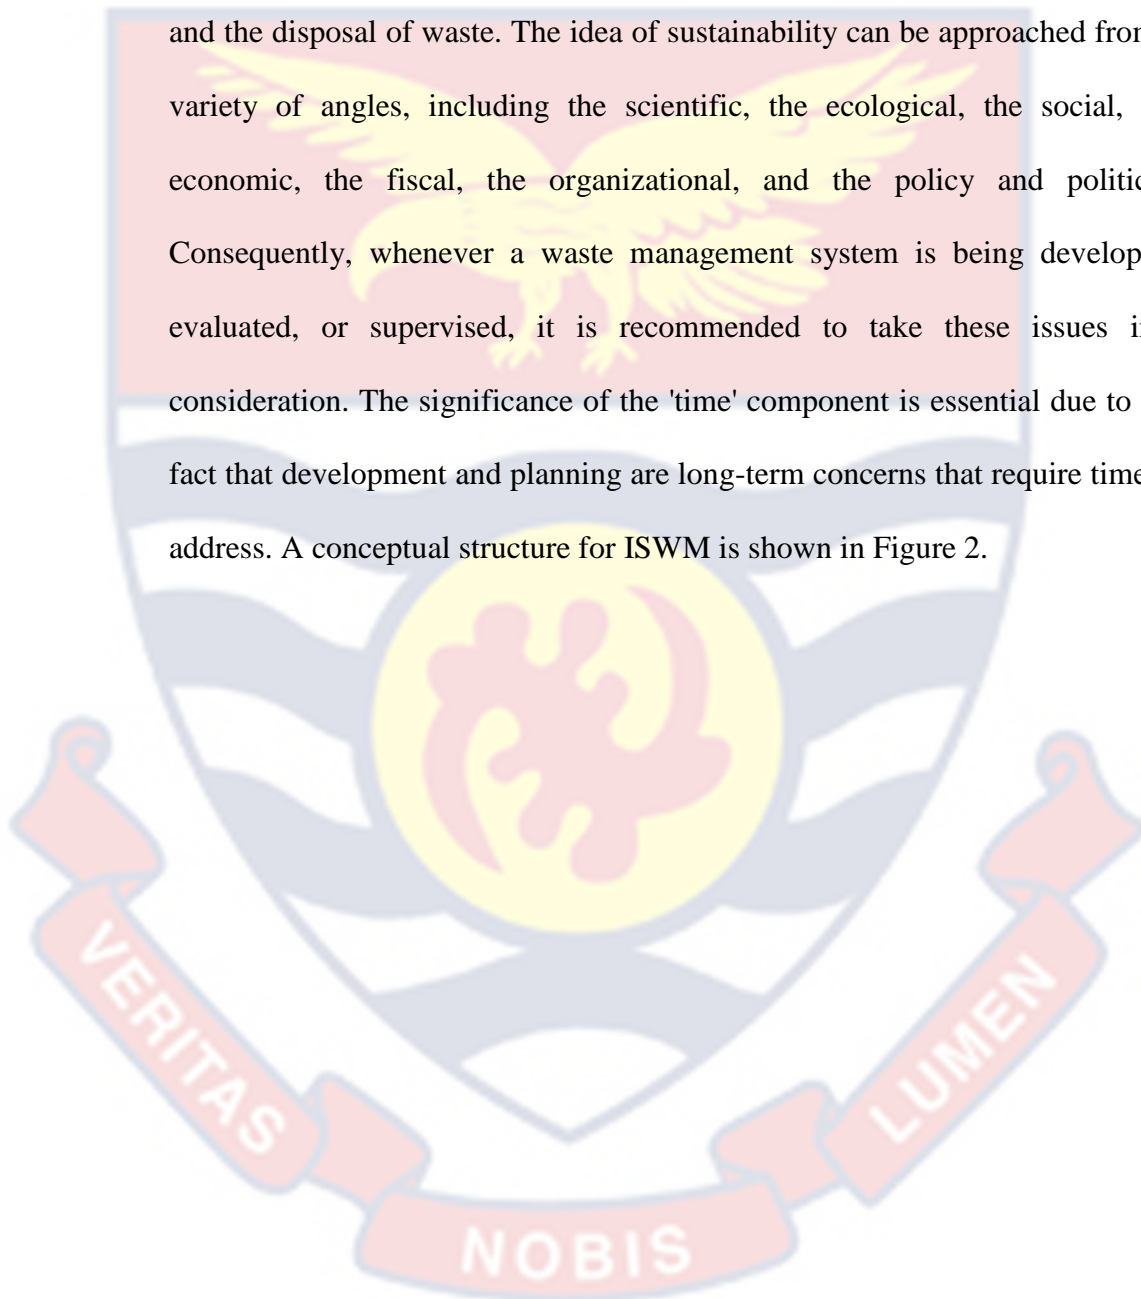 and the disposal of waste. The idea of sustainability can be approached from
variety of angles, including the scientific, the ecological, the social,
economic, the fiscal, the organizational, and the policy and politic
Consequently, whenever a waste management system is being develop
evaluated, or supervised, it is recommended to take these issues in
consideration. The significance of the 'time' component is essential due to
fact that development and planning are long-term concerns that require time
address. A conceptual structure for ISWM is shown in Figure 2.
VERITAS
NOBIS
LUMEN